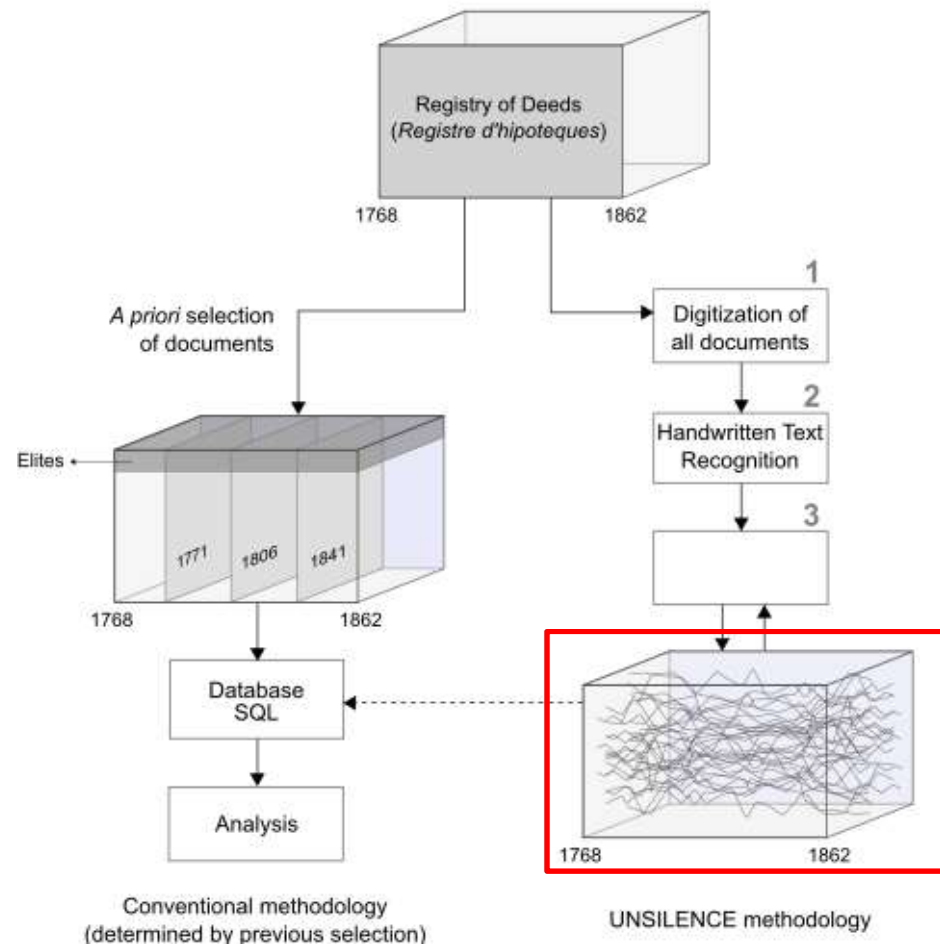 Registry of Deeds
(Registre d'hipoteques)
1768
1862
A priori selection
of documents
1
Digitization of
all documents
2
Handwritten Text
Recognition
3
Elites
1771
1806
1841
1768
1862
Database
SQL
Analysis
1768
1862
Conventional methodology
(determined by previous selection)
UNSILENCE methodology